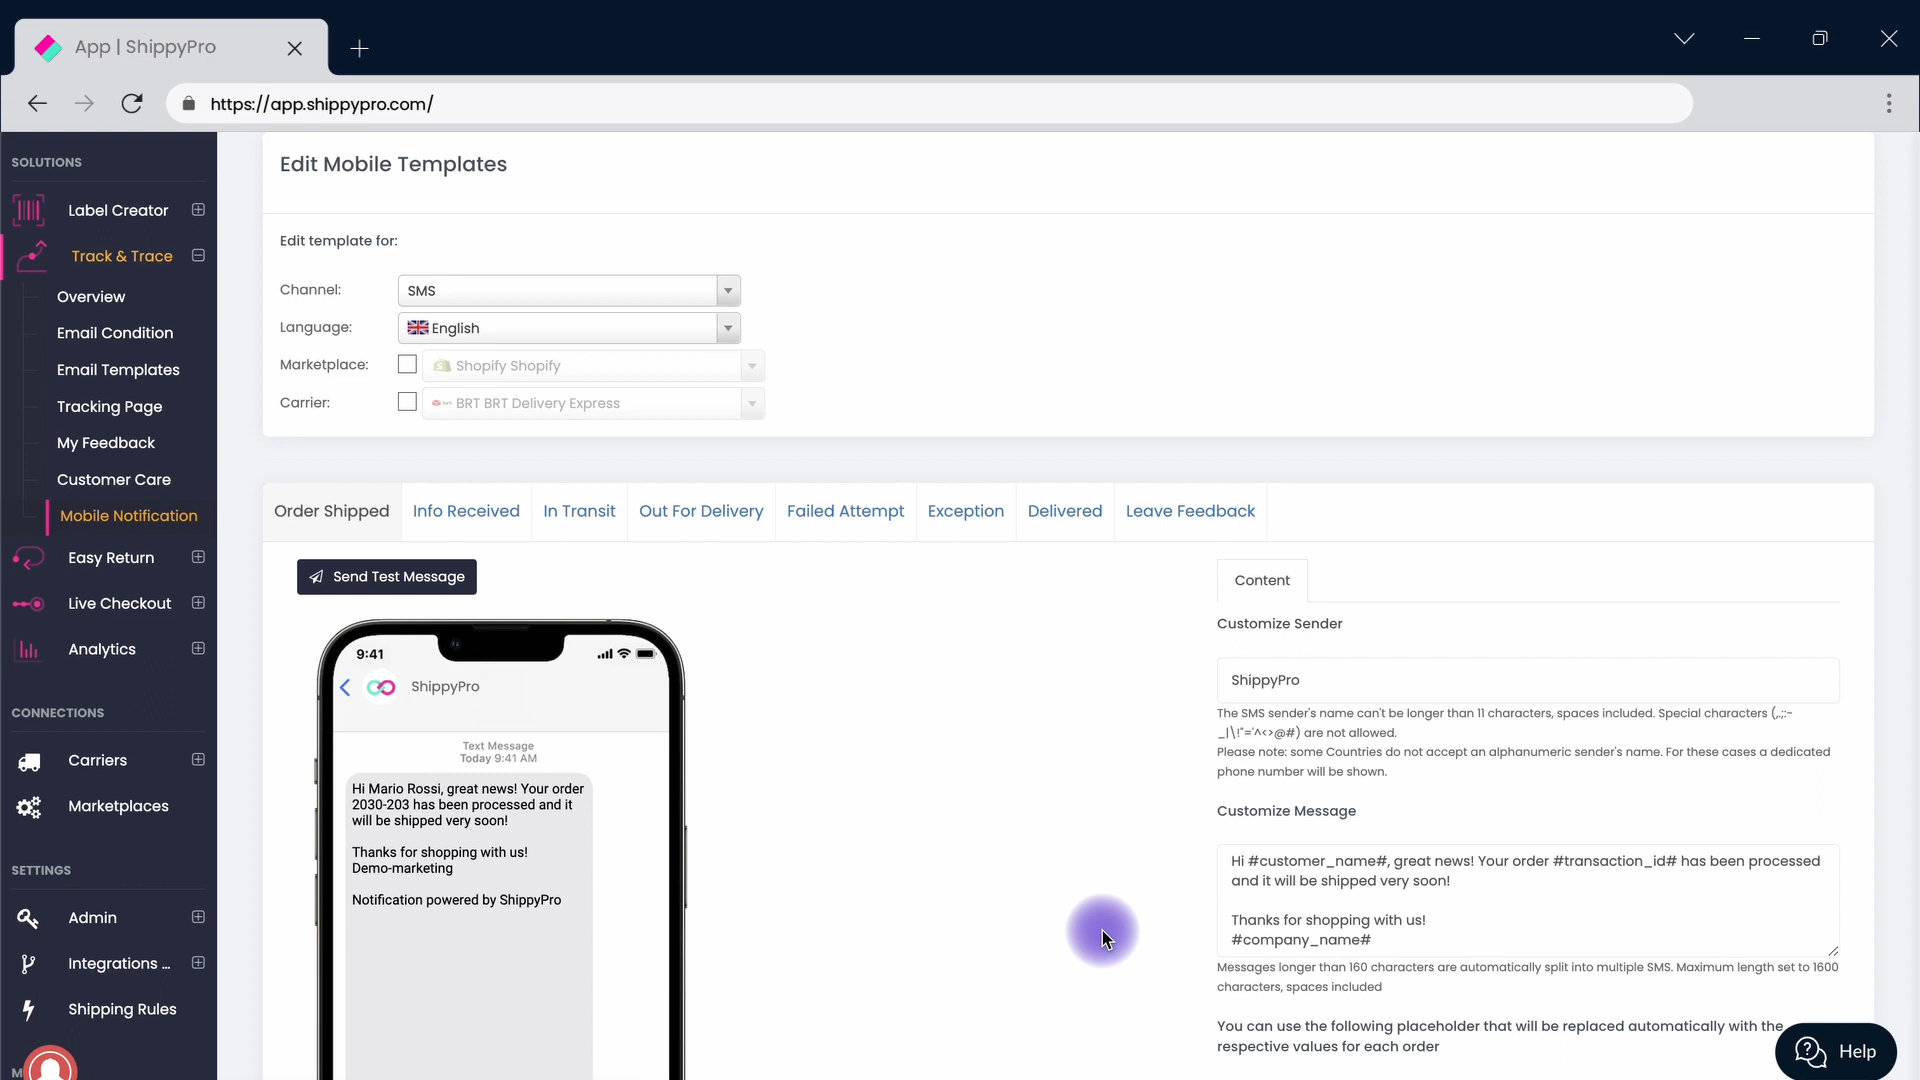 App | ShippyPro
https://app.shippypro.com/
SOLUTIONS
Label Creator
Track & Trace
Overview
Email Condition
Email Templates
Tracking Page
My Feedback
Customer Care
Mobile Notification
Easy Return
Live Checkout
Analytics
CONNECTIONS
Carriers
Marketplaces
SETTINGS
Admin
Integrations ...
Shipping Rules
M
Edit Mobile Templates
Edit template for:
Channel: SMS
Language: English
Marketplace: Shopify Shopify
Carrier: BRT BRT Delivery Express
Order Shipped Info Received In Transit Out For Delivery Failed Attempt Exception Delivered Leave Feedback
Send Test Message
9:41
ShippyPro
Text Message
Today 9:41 AM
Hi Mario Rossi, great news! Your order
2030-203 has been processed and it
will be shipped very soon!
Thanks for shopping with us!
Demo-marketing
Notification powered by ShippyPro
Content
Customize Sender
ShippyPro
The SMS sender's name can't be longer than 11 characters, spaces included. Special characters (,.;:-
_|\!"='^<>@#) are not allowed.
Please note: some Countries do not accept an alphanumeric sender's name. For these cases a dedicated
phone number will be shown.
Customize Message
Hi #customer_name#, great news! Your order #transaction_id# has been processed
and it will be shipped very soon!
Thanks for shopping with us!
#company_name#
Messages longer than 160 characters are automatically split into multiple SMS. Maximum length set to 1600
characters, spaces included
You can use the following placeholder that will be replaced automatically with the
respective values for each order
Help